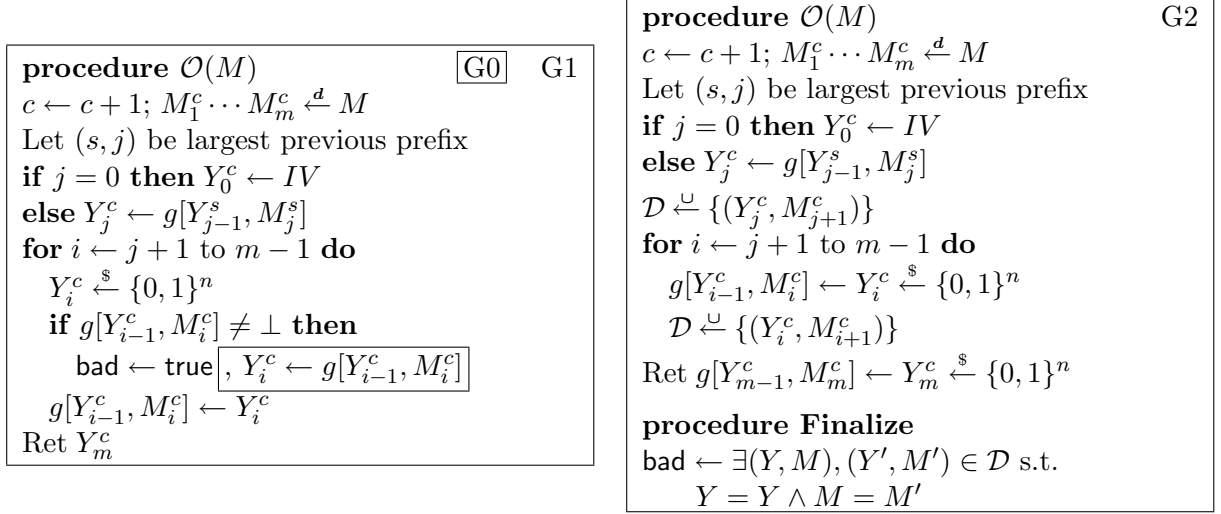 procedure 𝒪(M) G0 G1
c ← c + 1; M₁ᶜ ⋯ Mₘᶜ ←ᵈ M
Let (s, j) be largest previous prefix
if j = 0 then Y₀ᶜ ← IV
else Yⱼᶜ ← g[Yⱼ₋₁ˢ, Mⱼˢ]
for i ← j + 1 to m − 1 do
Yᵢᶜ ←$ {0, 1}ⁿ
if g[Yᵢ₋₁ᶜ, Mᵢᶜ] ≠ ⊥ then
bad ← true , Yᵢᶜ ← g[Yᵢ₋₁ᶜ, Mᵢᶜ]
g[Yᵢ₋₁ᶜ, Mᵢᶜ] ← Yᵢᶜ
Ret Yₘᶜ
procedure 𝒪(M) G2
c ← c + 1; M₁ᶜ ⋯ Mₘᶜ ←ᵈ M
Let (s, j) be largest previous prefix
if j = 0 then Y₀ᶜ ← IV
else Yⱼᶜ ← g[Yⱼ₋₁ˢ, Mⱼˢ]
𝒟 ←∪ {(Yⱼᶜ, Mⱼ₊₁ᶜ)}
for i ← j + 1 to m − 1 do
g[Yᵢ₋₁ᶜ, Mᵢᶜ] ← Yᵢᶜ ←$ {0, 1}ⁿ
𝒟 ←∪ {(Yᵢᶜ, Mᵢ₊₁ᶜ)}
Ret g[Yₘ₋₁ᶜ, Mₘᶜ] ← Yₘᶜ ←$ {0, 1}ⁿ
procedure Finalize
bad ← ∃(Y, M), (Y′, M′) ∈ 𝒟 s.t.
Y = Y ∧ M = M′